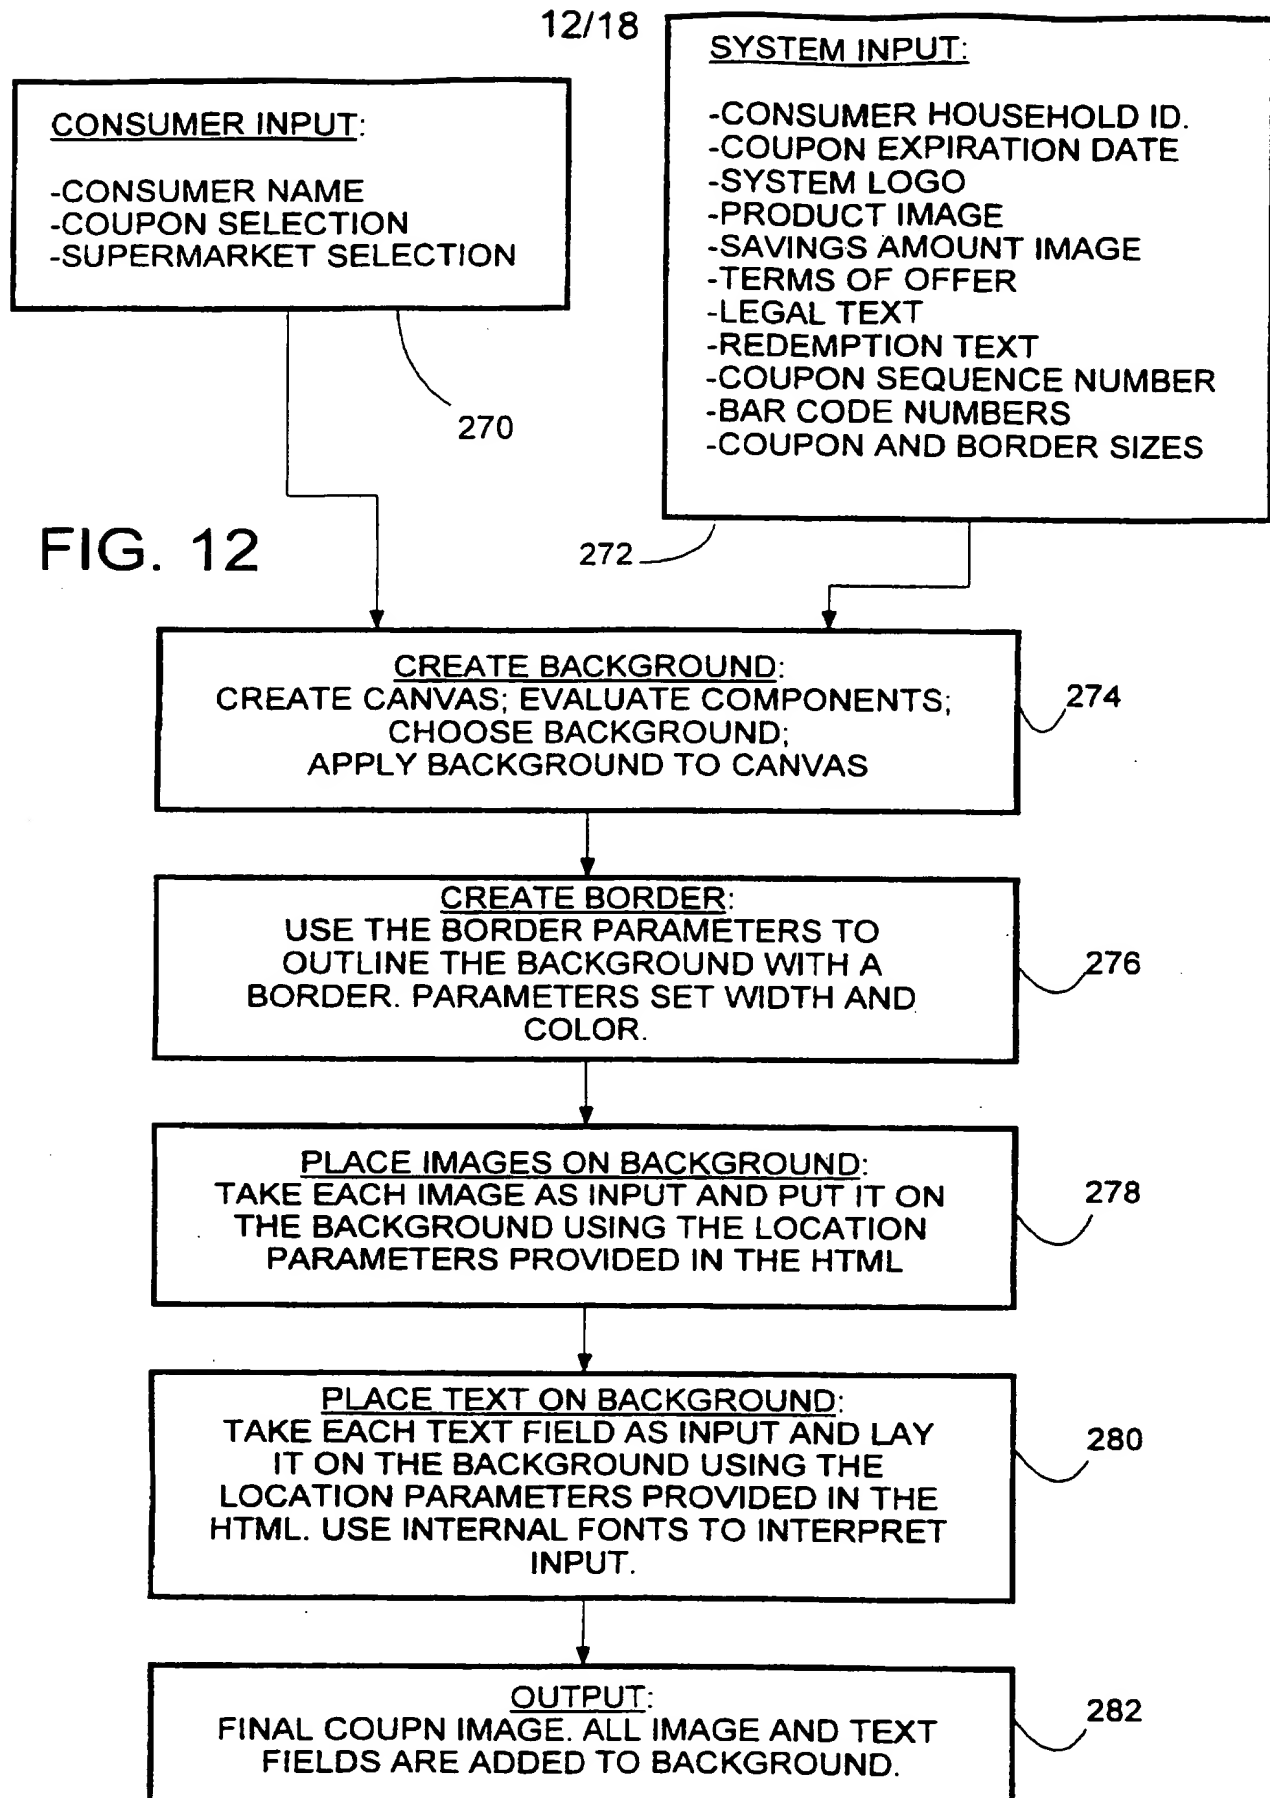 12/18
CONSUMER INPUT:
-CONSUMER NAME
-COUPON SELECTION
-SUPERMARKET SELECTION
270
SYSTEM INPUT:
-CONSUMER HOUSEHOLD ID.
-COUPON EXPIRATION DATE
-SYSTEM LOGO
-PRODUCT IMAGE
-SAVINGS AMOUNT IMAGE
-TERMS OF OFFER
-LEGAL TEXT
-REDEMPTION TEXT
-COUPON SEQUENCE NUMBER
-BAR CODE NUMBERS
-COUPON AND BORDER SIZES
272
FIG. 12
CREATE BACKGROUND:
CREATE CANVAS; EVALUATE COMPONENTS;
CHOOSE BACKGROUND;
APPLY BACKGROUND TO CANVAS
274
CREATE BORDER:
USE THE BORDER PARAMETERS TO
OUTLINE THE BACKGROUND WITH A
BORDER. PARAMETERS SET WIDTH AND
COLOR.
276
PLACE IMAGES ON BACKGROUND:
TAKE EACH IMAGE AS INPUT AND PUT IT ON
THE BACKGROUND USING THE LOCATION
PARAMETERS PROVIDED IN THE HTML
278
PLACE TEXT ON BACKGROUND:
TAKE EACH TEXT FIELD AS INPUT AND LAY
IT ON THE BACKGROUND USING THE
LOCATION PARAMETERS PROVIDED IN THE
HTML. USE INTERNAL FONTS TO INTERPRET
INPUT.
280
OUTPUT:
FINAL COUPN IMAGE. ALL IMAGE AND TEXT
FIELDS ARE ADDED TO BACKGROUND.
282